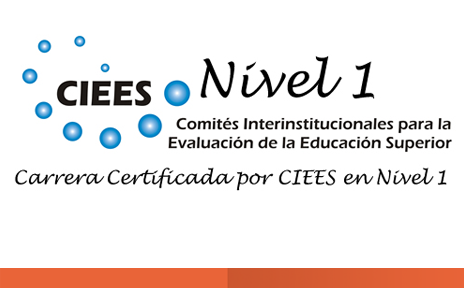 CIEES Nivel 1
Comités Interinstitucionales para la
Evaluación de la Educación Superior
Carrera Certificada por CIEES en Nivel 1